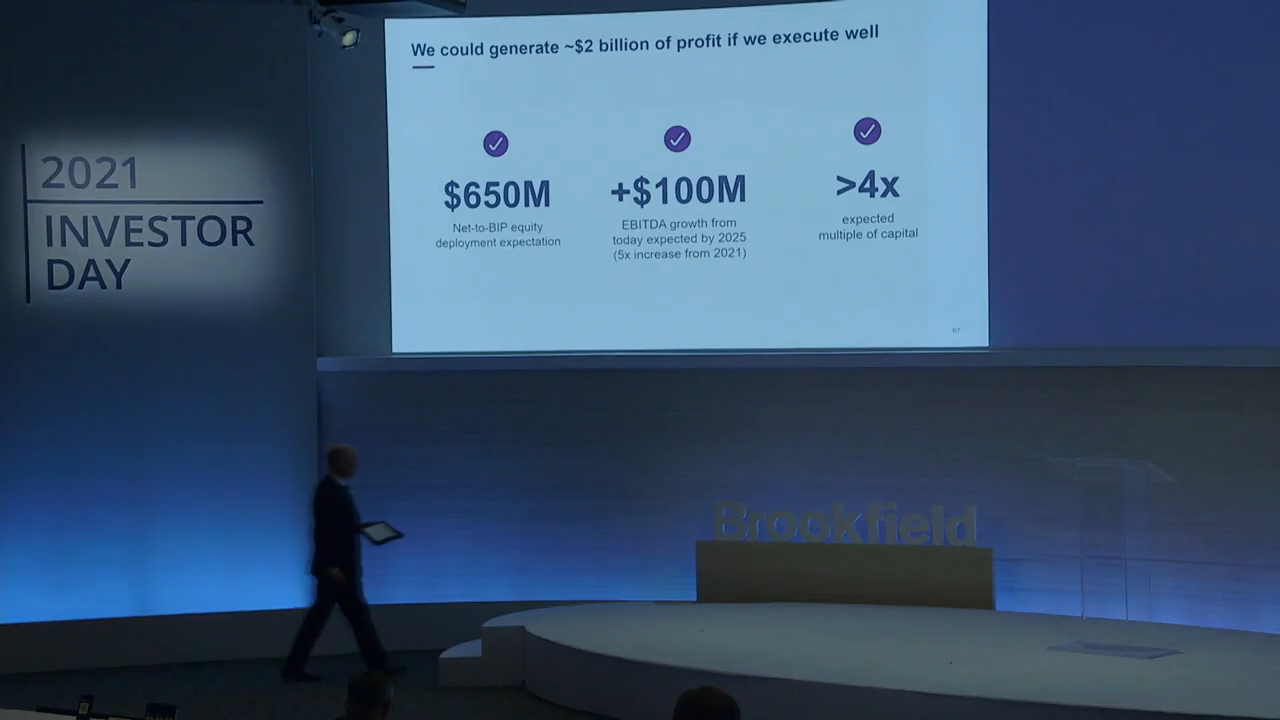 We could generate ~$2 billion of profit if we execute well
$650M
Net-to-BIP equity
deployment expectation
+$100M
EBITDA growth from
today expected by 2025
(5x increase from 2021)
>4x
expected
multiple of capital
67
2021
INVESTOR
DAY
Brookfield